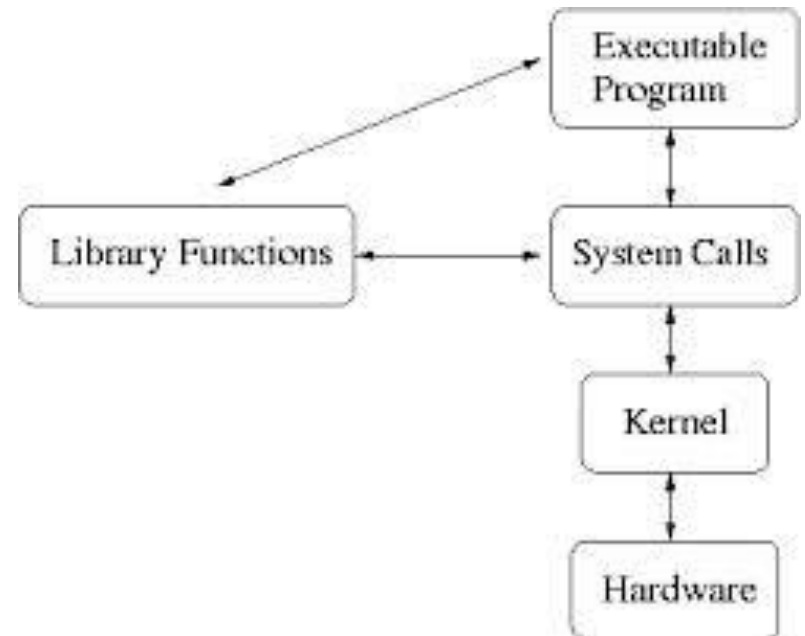 Executable
Program
Library Functions
System Calls
Kernel
Hardware